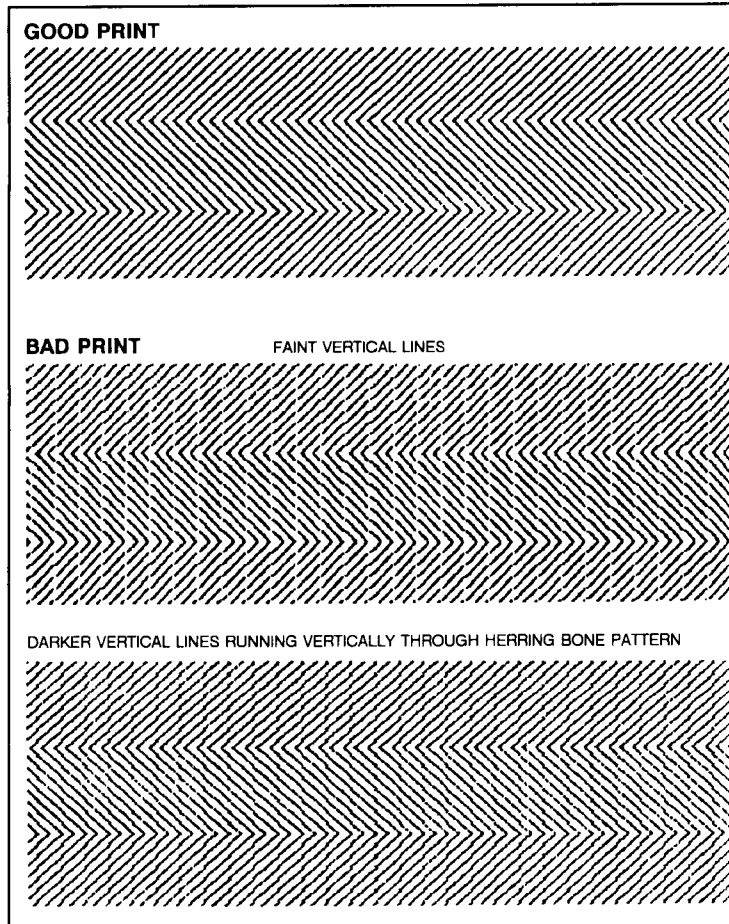 GOOD PRINT
BAD PRINT FAINT VERTICAL LINES
DARKER VERTICAL LINES RUNNING VERTICALLY THROUGH HERRING BONE PATTERN